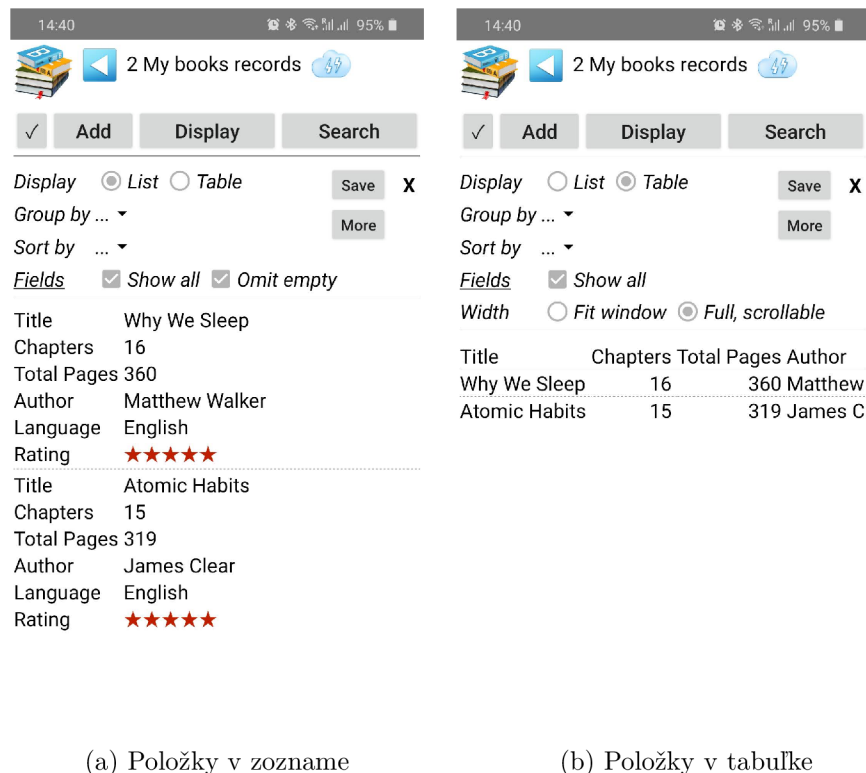 14:40 95%
2 My books records
✓ Add Display Search
Display List Table Save X
Group by ... More
Sort by ...
Fields Show all Omit empty
Title Why We Sleep
Chapters 16
Total Pages 360
Author Matthew Walker
Language English
Rating ★★★★★
Title Atomic Habits
Chapters 15
Total Pages 319
Author James Clear
Language English
Rating ★★★★★
(a) Položky v zozname
14:40 95%
2 My books records
✓ Add Display Search
Display List Table Save X
Group by ... More
Sort by ...
Fields Show all
Width Fit window Full, scrollable
Title Chapters Total Pages Author
Why We Sleep 16 360 Matthew
Atomic Habits 15 319 James C
(b) Položky v tabuľke